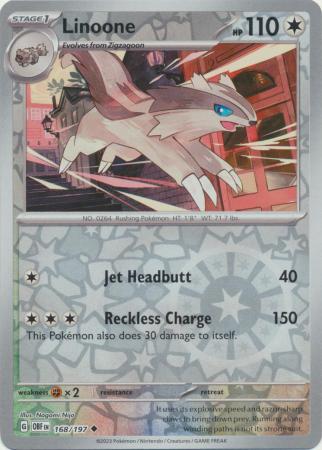 STAGE1
Linoone
HP 110
Evolves from Zigzagoon
NO. 0264 Rushing Pokémon HT: 1'8" WT: 71.7 lbs.
Jet Headbutt 40
Reckless Charge 150
This Pokémon also does 30 damage to itself.
weakness ×2 resistance retreat
Illus. Nagomi Nijo
G OBF EN 168/197
It uses its explosive speed and razor-sharp
claws to bring down prey. Running along
winding paths is not its strong suit.
©2023 Pokémon / Nintendo / Creatures / GAME FREAK